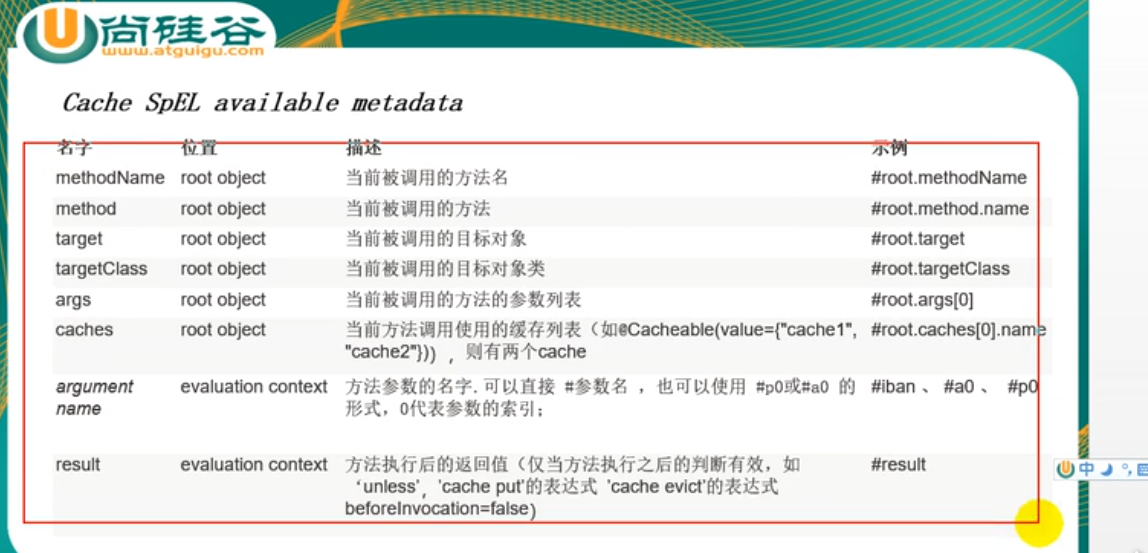 尚硅谷
www.atguigu.com
Cache SpEL available metadata
名字 位置 描述 示例
methodName root object 当前被调用的方法名 #root.methodName
method root object 当前被调用的方法 #root.method.name
target root object 当前被调用的目标对象 #root.target
targetClass root object 当前被调用的目标对象类 #root.targetClass
args root object 当前被调用的方法的参数列表 #root.args[0]
caches root object 当前方法调用使用的缓存列表（如@Cacheable(value={"cache1", #root.caches[0].name
"cache2"})），则有两个cache
argument evaluation context 方法参数的名字.可以直接 #参数名 ，也可以使用 #p0或#a0 的 #iban 、 #a0 、 #p0
name 形式，0代表参数的索引；
result evaluation context 方法执行后的返回值（仅当方法执行之后的判断有效，如 #result
‘unless’，'cache put'的表达式 'cache evict'的表达式
beforeInvocation=false）
中